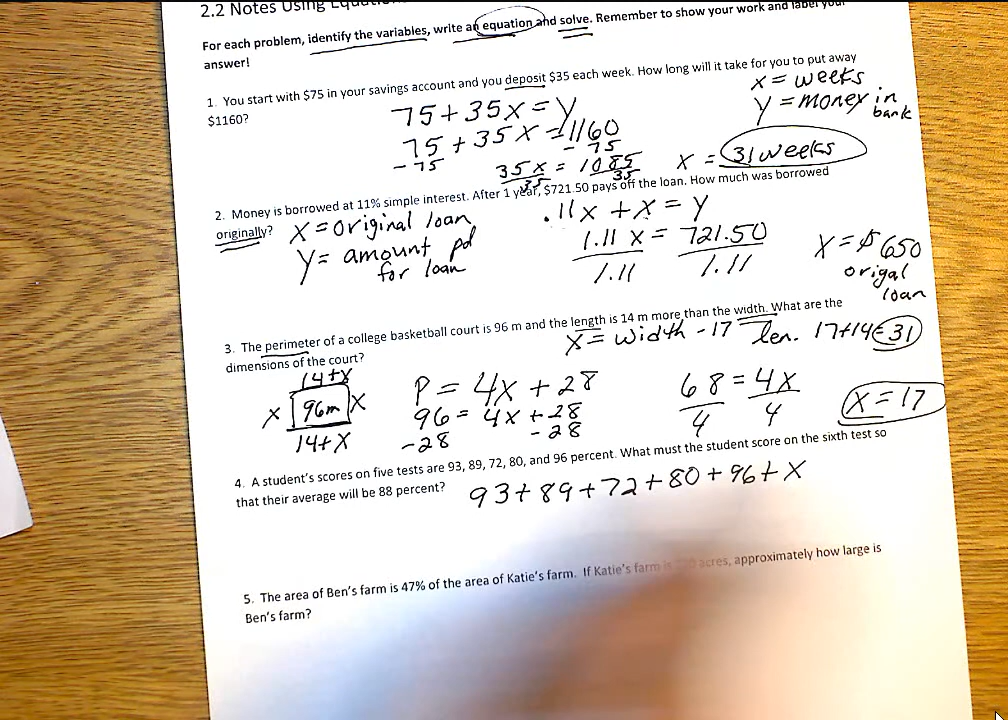 2.2 Notes Using
For each problem, identify the variables, write an equation and solve. Remember to show your work and label your
answer!
1. You start with $75 in your savings account and you deposit $35 each week. How long will it take for you to put away
$1160?
x = weeks
y = money in
bank
75 + 35x = y
75 + 35x = 1160
-75 - 75
35x = 1085
35 35
x = 31 weeks
2. Money is borrowed at 11% simple interest. After 1 year, $721.50 pays off the loan. How much was borrowed
originally?
x = original loan
y = amount pd
for loan
.11x + x = y
1.11 x = 721.50
1.11 1.11
x = $650
origal
loan
3. The perimeter of a college basketball court is 96 m and the length is 14 m more than the width. What are the
dimensions of the court?
x = width - 17 len. 17+14 = 31
14+x
x 96m x
14+x
P = 4x + 28
96 = 4x + 28
-28 - 28
68 = 4x
4 4
x = 17
4. A student's scores on five tests are 93, 89, 72, 80, and 96 percent. What must the student score on the sixth test so
that their average will be 88 percent?
93 + 89 + 72 + 80 + 96 + x
5. The area of Ben's farm is 47% of the area of Katie's farm. If Katie's farm is acres, approximately how large is
Ben's farm?